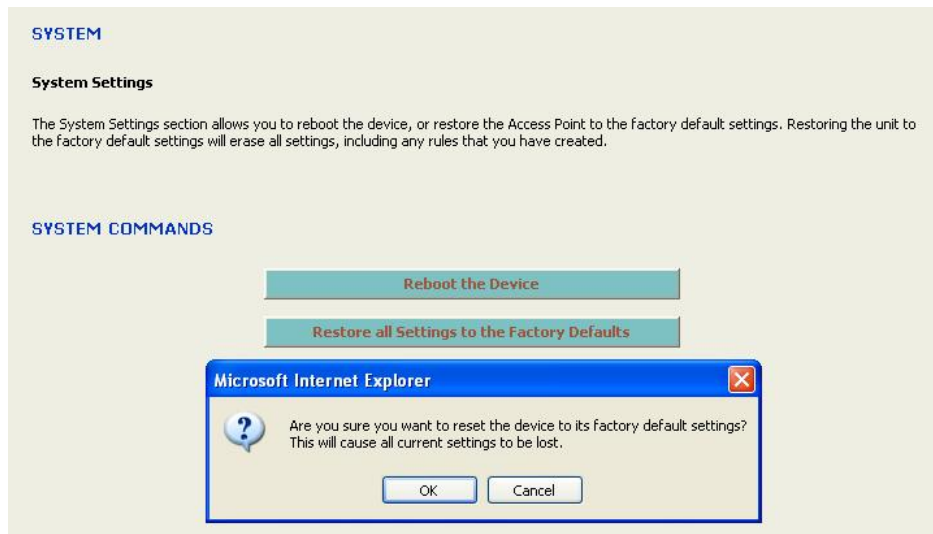 SYSTEM
System Settings
The System Settings section allows you to reboot the device, or restore the Access Point to the factory default settings. Restoring the unit to
the factory default settings will erase all settings, including any rules that you have created.
SYSTEM COMMANDS
Reboot the Device
Restore all Settings to the Factory Defaults
Microsoft Internet Explorer
?
Are you sure you want to reset the device to its factory default settings?
This will cause all current settings to be lost.
OK Cancel